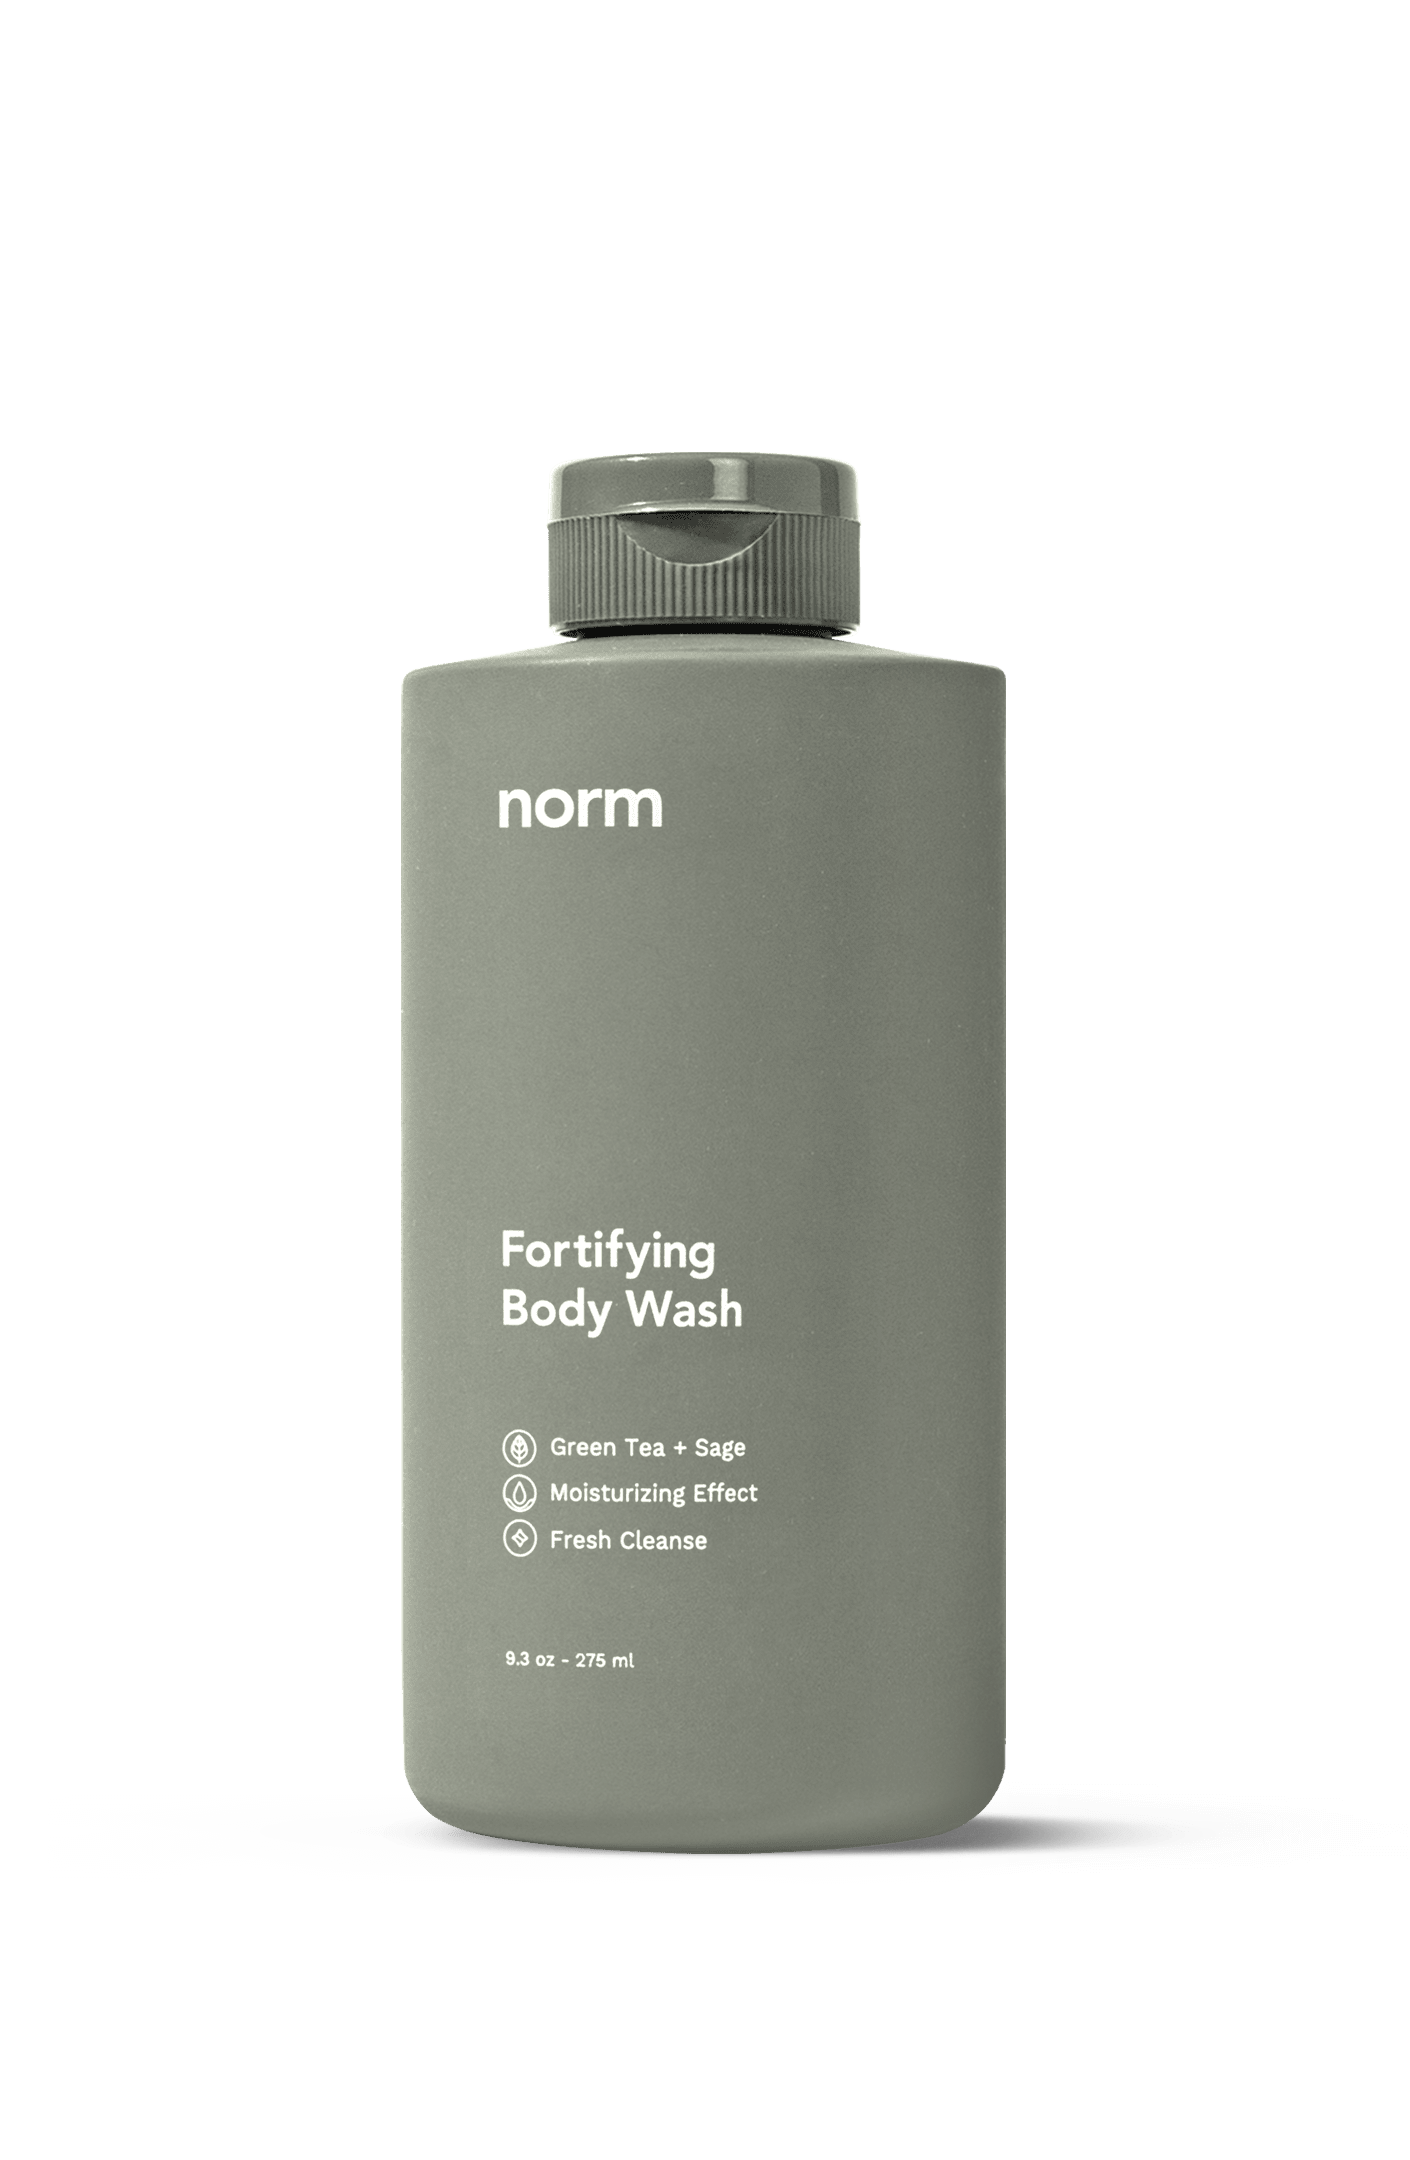 norm
Fortifying
Body Wash
Green Tea + Sage
Moisturizing Effect
Fresh Cleanse
9.3 oz - 275 ml